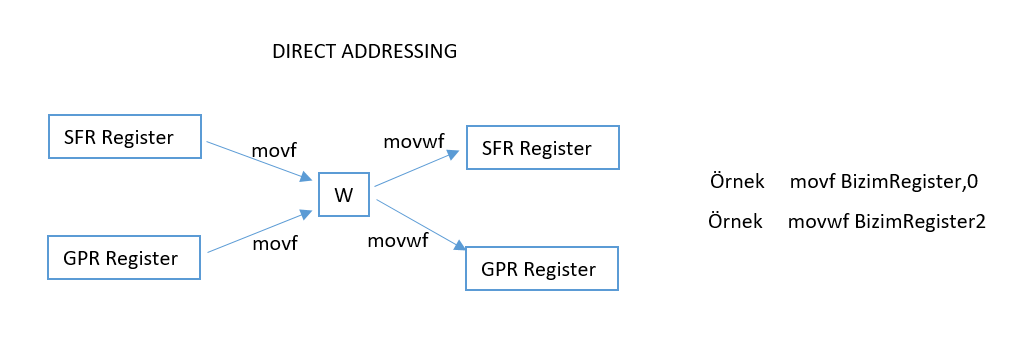 DIRECT ADDRESSING
SFR Register
movf
movwf
SFR Register
W
Örnek movf BizimRegister,0
Örnek movwf BizimRegister2
GPR Register
movf
movwf
GPR Register